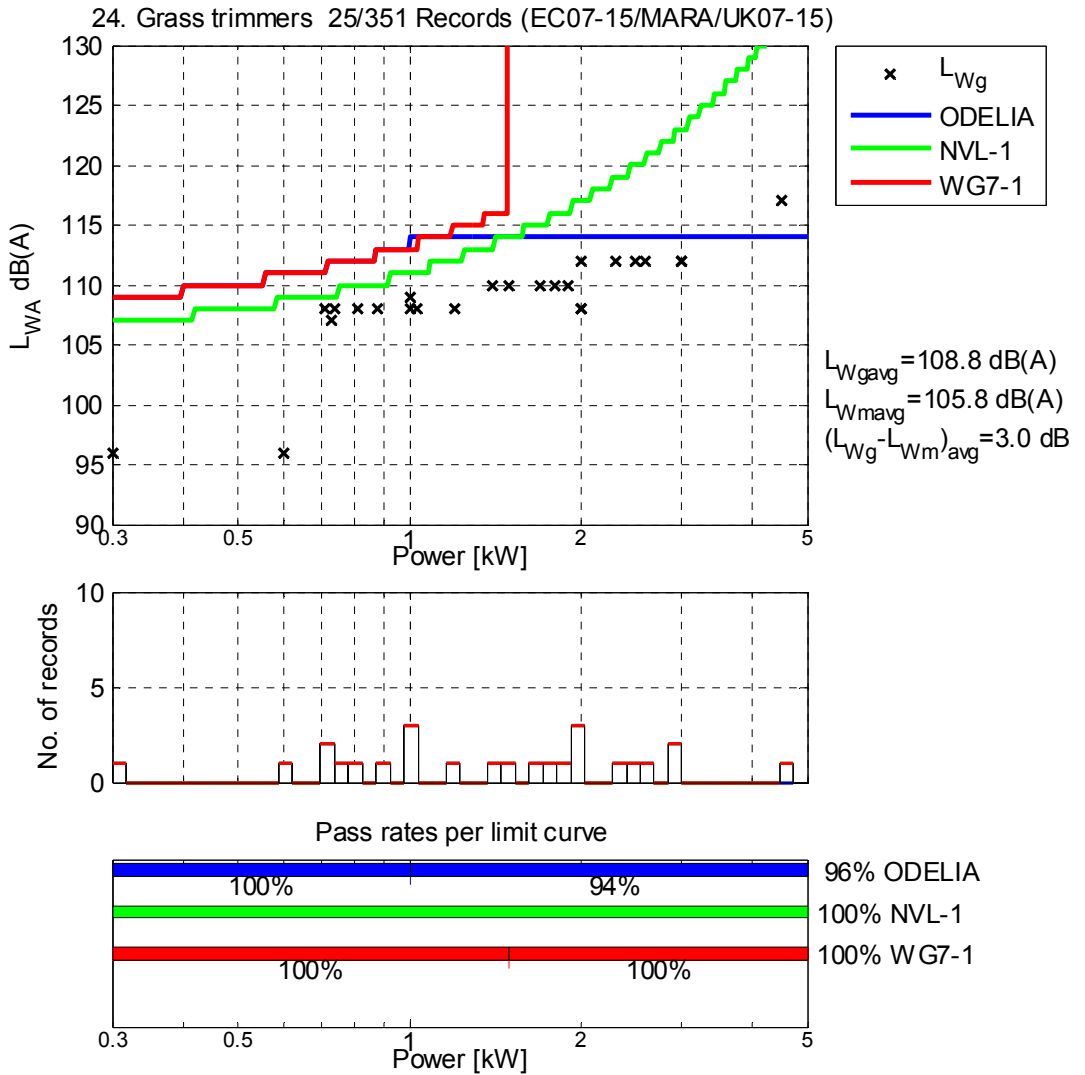 24. Grass trimmers 25/351 Records (EC07-15/MARA/UK07-15)
130
125
120
115
110
105
100
95
90
L_WA dB(A)
0.3 0.5 1 2 5
Power [kW]
L_Wg
ODELIA
NVL-1
WG7-1
L_Wgavg=108.8 dB(A)
L_Wmavg=105.8 dB(A)
(L_Wg-L_Wm)_avg=3.0 dB
10
5
0
No. of records
Pass rates per limit curve
100% 94%
96% ODELIA
100% NVL-1
100% WG7-1
100% 100%
0.3 0.5 1 2 5
Power [kW]